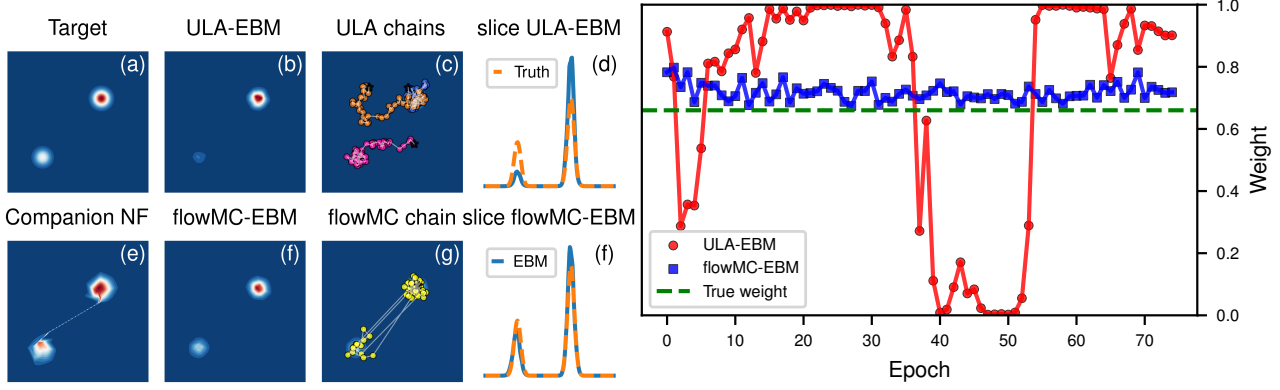 Target ULA-EBM ULA chains slice ULA-EBM
(a) (b) (c) (d)
Truth
Companion NF flowMC-EBM flowMC chain slice flowMC-EBM
(e) (f) (g) (f)
EBM
1.0
0.8
0.6
0.4
0.2
0.0
Weight
ULA-EBM
flowMC-EBM
True weight
0 10 20 30 40 50 60 70
Epoch